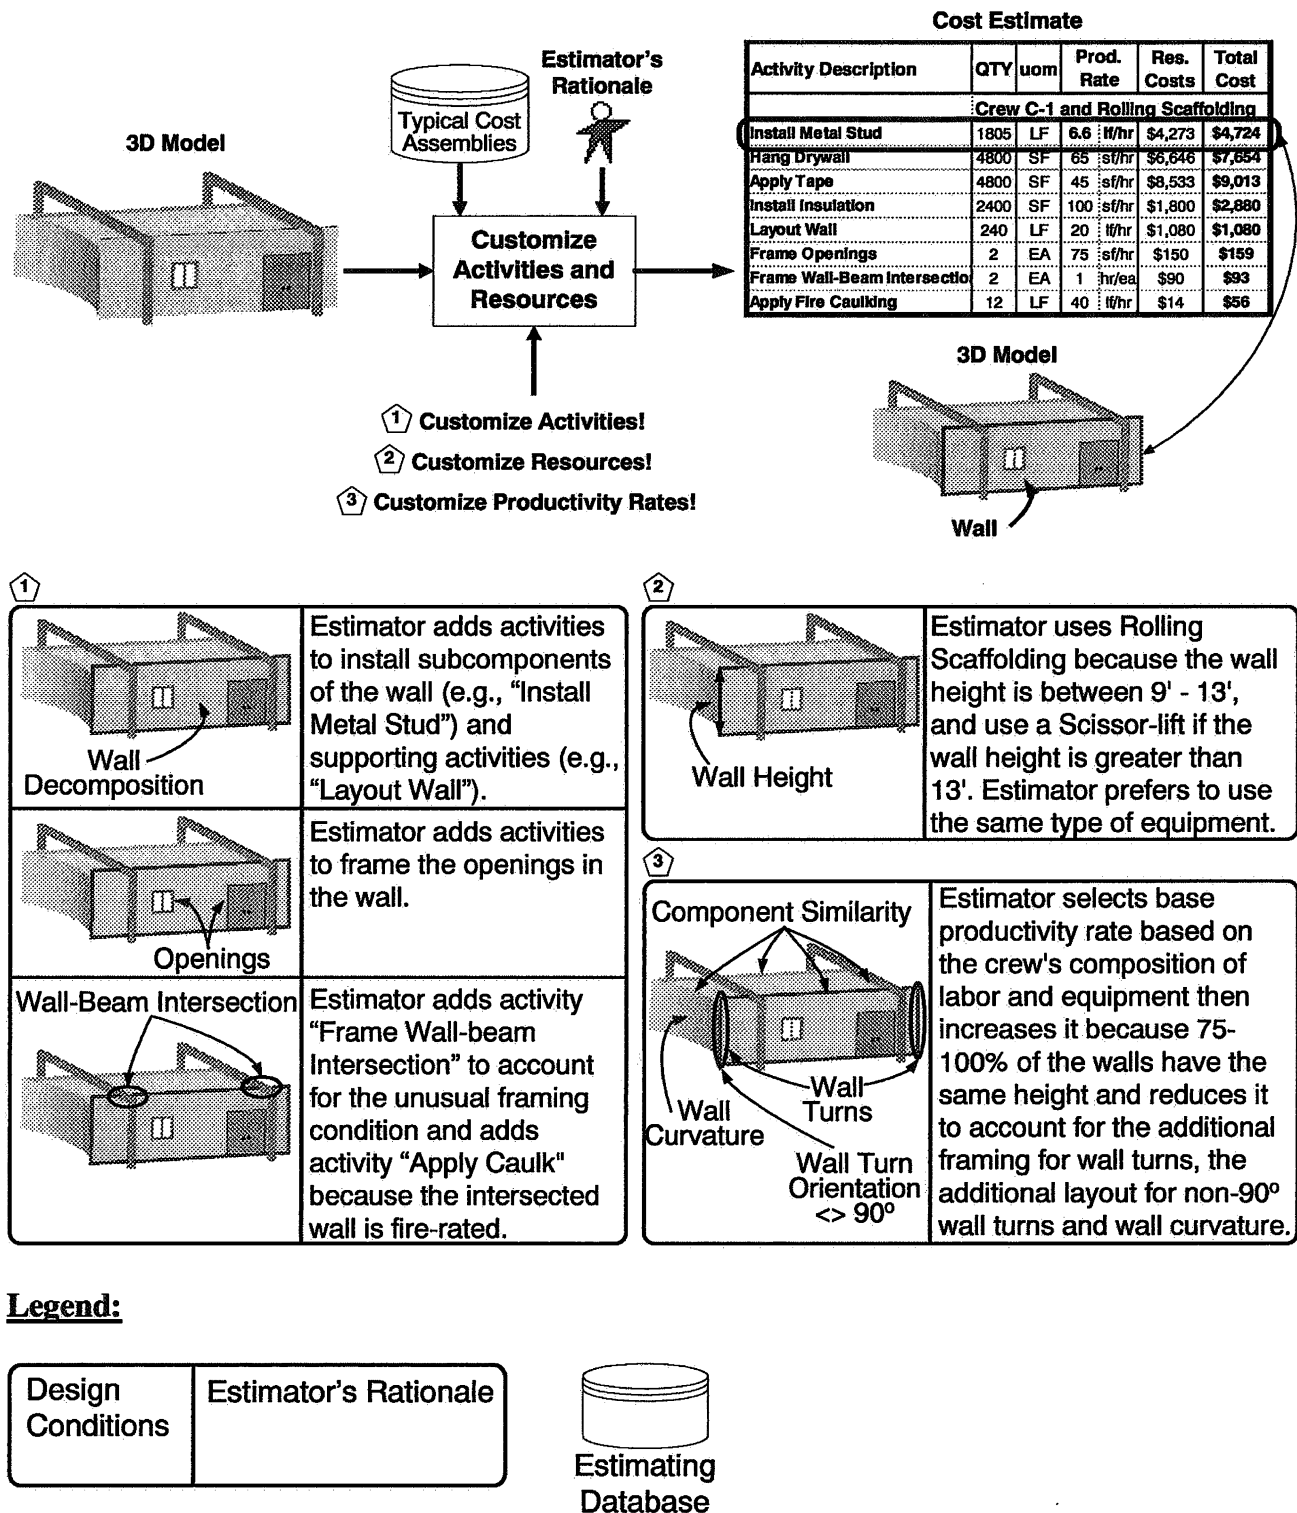 Cost Estimate
Activity Description QTY uom Prod. Rate Res. Costs Total Cost
Crew C-1 and Rolling Scaffolding
Install Metal Stud 1805 LF 6.6 lf/hr $4,273 $4,724
Hang Drywall 4800 SF 65 sf/hr $6,646 $7,654
Apply Tape 4800 SF 45 sf/hr $8,533 $9,013
Install Insulation 2400 SF 100 sf/hr $1,800 $2,880
Layout Wall 240 LF 20 lf/hr $1,080 $1,080
Frame Openings 2 EA 75 sf/hr $150 $159
Frame Wall-Beam Intersectio 2 EA 1 hr/ea $90 $93
Apply Fire Caulking 12 LF 40 lf/hr $14 $56
3D Model
Typical Cost
Assemblies
Estimator's
Rationale
Customize
Activities and
Resources
1 Customize Activities!
2 Customize Resources!
3 Customize Productivity Rates!
3D Model
Wall
1
Wall
Decomposition
Estimator adds activities
to install subcomponents
of the wall (e.g., “Install
Metal Stud”) and
supporting activities (e.g.,
“Layout Wall”).
Openings
Estimator adds activities
to frame the openings in
the wall.
Wall-Beam Intersection
Estimator adds activity
“Frame Wall-beam
Intersection” to account
for the unusual framing
condition and adds
activity “Apply Caulk"
because the intersected
wall is fire-rated.
2
Wall Height
Estimator uses Rolling
Scaffolding because the wall
height is between 9' - 13',
and use a Scissor-lift if the
wall height is greater than
13'. Estimator prefers to use
the same type of equipment.
3
Component Similarity
Wall
Turns
Wall
Curvature
Wall Turn
Orientation
<> 90º
Estimator selects base
productivity rate based on
the crew's composition of
labor and equipment then
increases it because 75-
100% of the walls have the
same height and reduces it
to account for the additional
framing for wall turns, the
additional layout for non-90º
wall turns and wall curvature.
Legend:
Design
Conditions
Estimator's Rationale
Estimating
Database